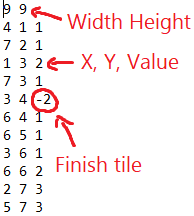 9 9 Width Height
4 1 1
7 2 1
1 3 2 X, Y, Value
7 3 1
3 4 -2
6 4 1
6 5 1
3 6 1 Finish tile
6 6 2
2 7 3
5 7 3